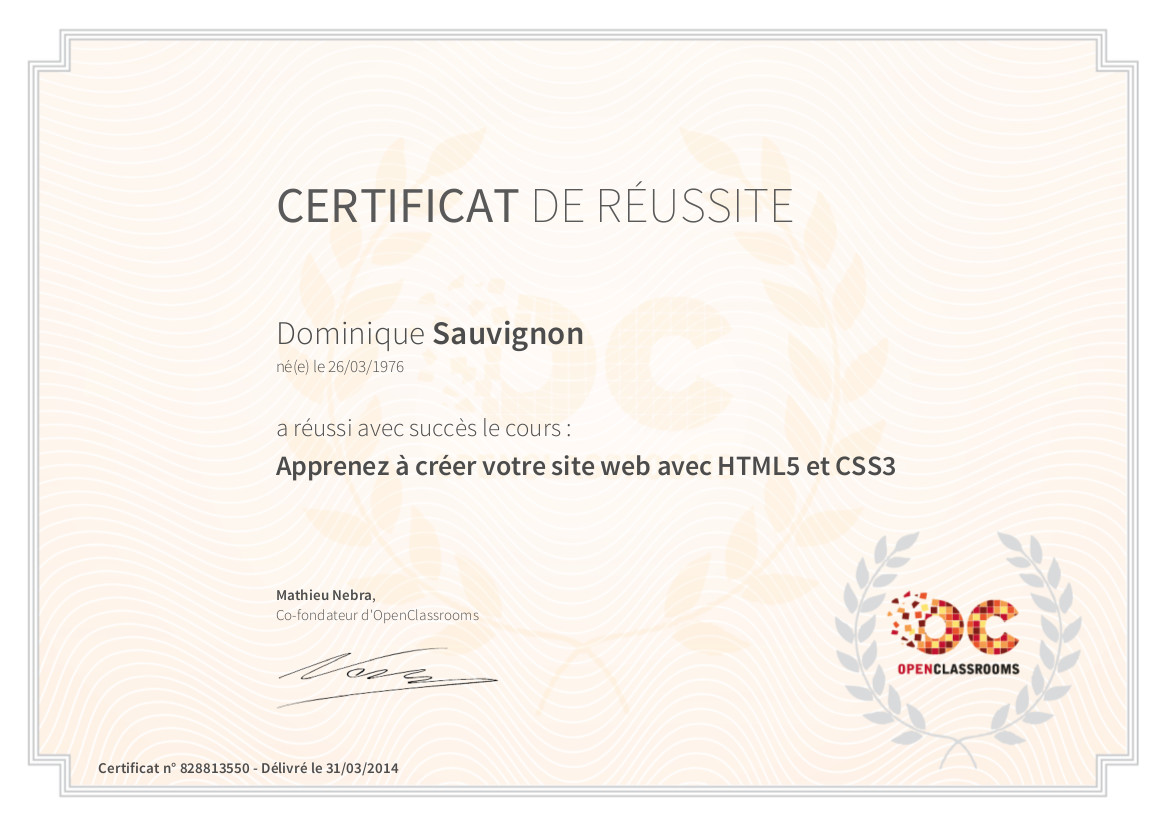 CERTIFICAT DE RÉUSSITE
Dominique Sauvignon
né(e) le 26/03/1976
a réussi avec succès le cours :
Apprenez à créer votre site web avec HTML5 et CSS3
Mathieu Nebra,
Co-fondateur d'OpenClassrooms
OC
OPENCLASSROOMS
Certificat n° 828813550 - Délivré le 31/03/2014